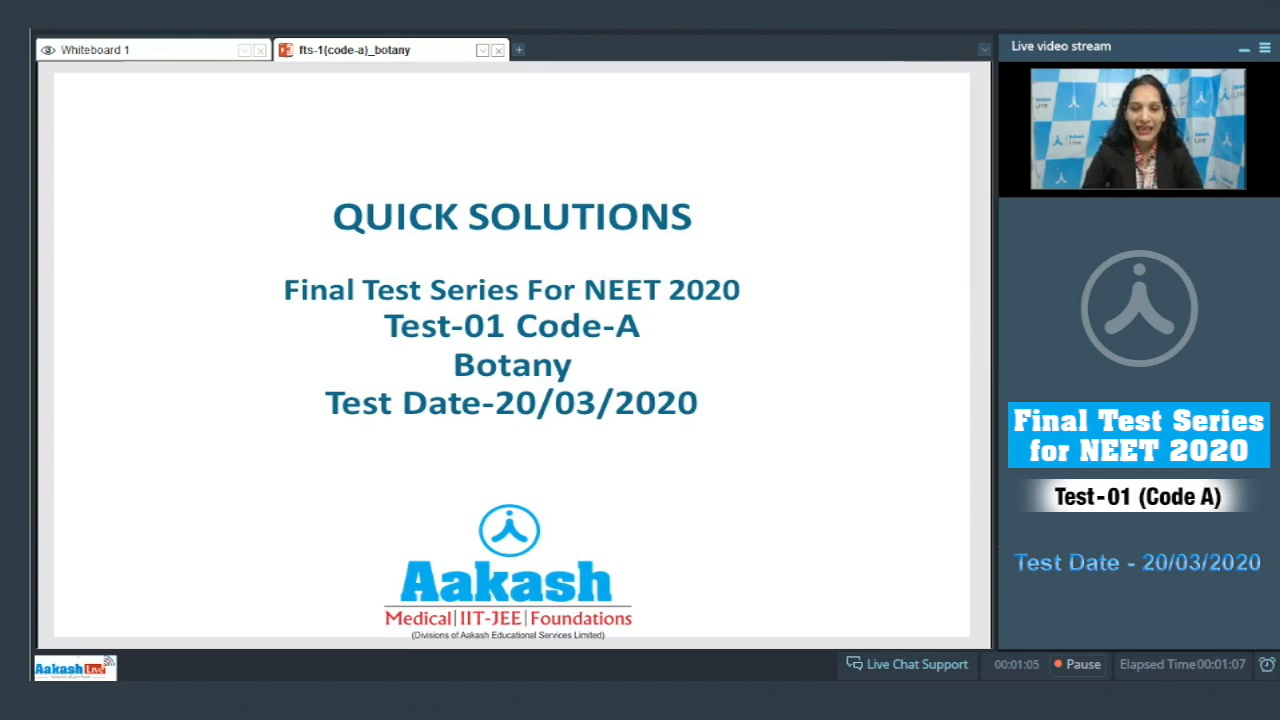 Whiteboard 1
fts-1(code-a)_botany
Live video stream
QUICK SOLUTIONS
Final Test Series For NEET 2020
Test-01 Code-A
Botany
Test Date-20/03/2020
Aakash
Medical|IIT-JEE|Foundations
(Divisions of Aakash Educational Services Limited)
Final Test Series
for NEET 2020
Test-01 (Code A)
Test Date - 20/03/2020
Aakash Live
Live Chat Support
00:01:05
Pause
Elapsed Time 00:01:07